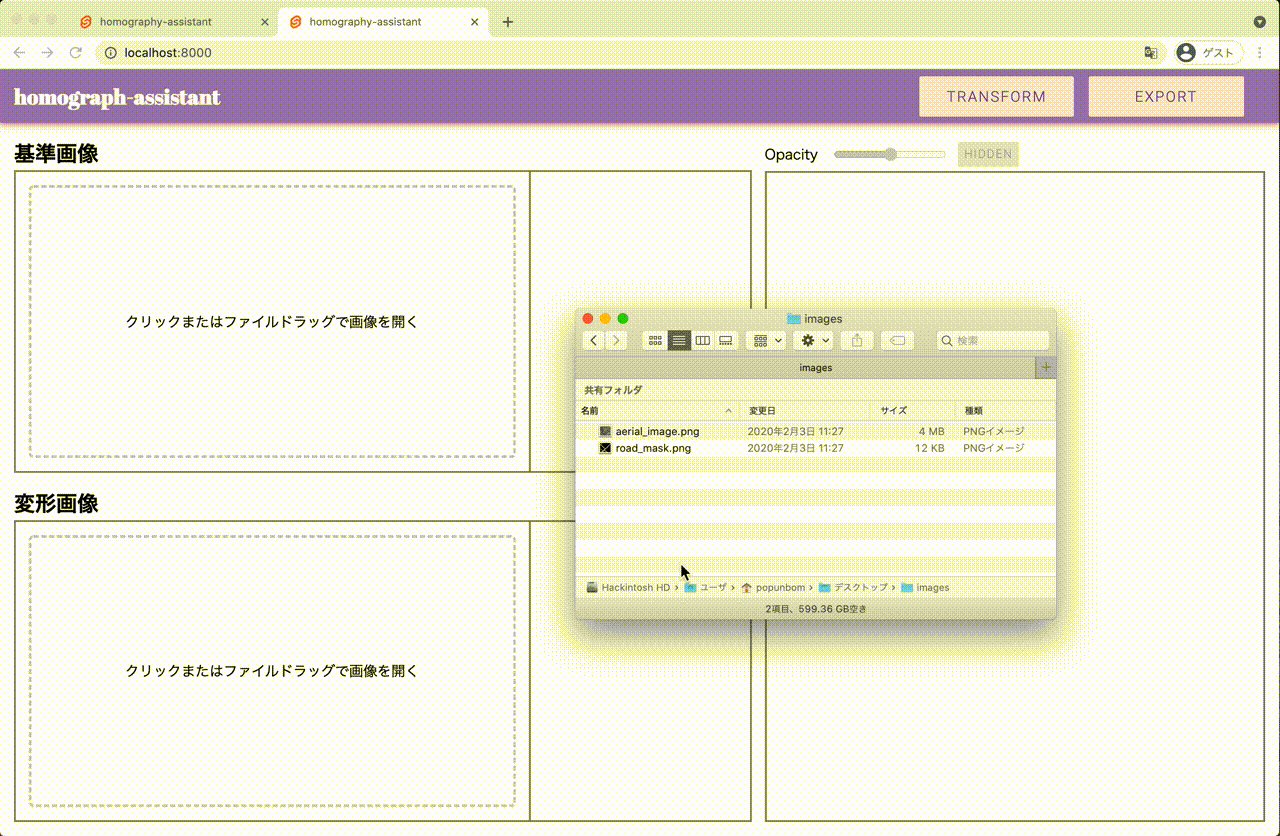 homography-assistant
homography-assistant
localhost:8000
ゲスト
homograph-assistant
TRANSFORM
EXPORT
基準画像
Opacity
HIDDEN
クリックまたはファイルドラッグで画像を開く
images
検索
images
共有フォルダ
名前 変更日 サイズ 種類
aerial_image.png 2020年2月3日 11:27 4 MB PNGイメージ
road_mask.png 2020年2月3日 11:27 12 KB PNGイメージ
Hackintosh HD › ユーザ › popunbom › デスクトップ › images
2項目、599.36 GB空き
変形画像
クリックまたはファイルドラッグで画像を開く